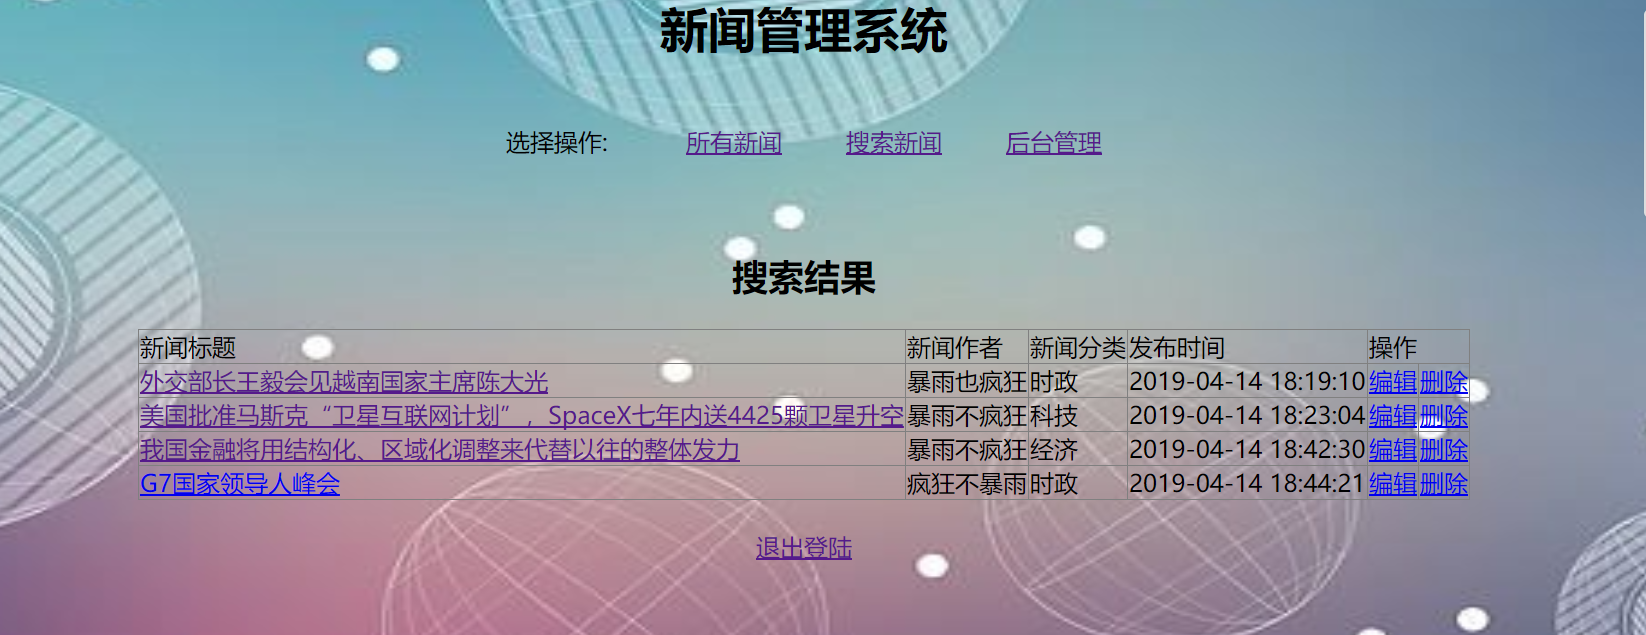 新闻管理系统
选择操作: 所有新闻 搜索新闻 后台管理
搜索结果
新闻标题 新闻作者 新闻分类 发布时间 操作
外交部长王毅会见越南国家主席陈大光 暴雨也疯狂 时政 2019-04-14 18:19:10 编辑 删除
美国批准马斯克“卫星互联网计划”，SpaceX七年内送4425颗卫星升空 暴雨不疯狂 科技 2019-04-14 18:23:04 编辑 删除
我国金融将用结构化、区域化调整来代替以往的整体发力 暴雨不疯狂 经济 2019-04-14 18:42:30 编辑 删除
G7国家领导人峰会 疯狂不暴雨 时政 2019-04-14 18:44:21 编辑 删除
退出登陆